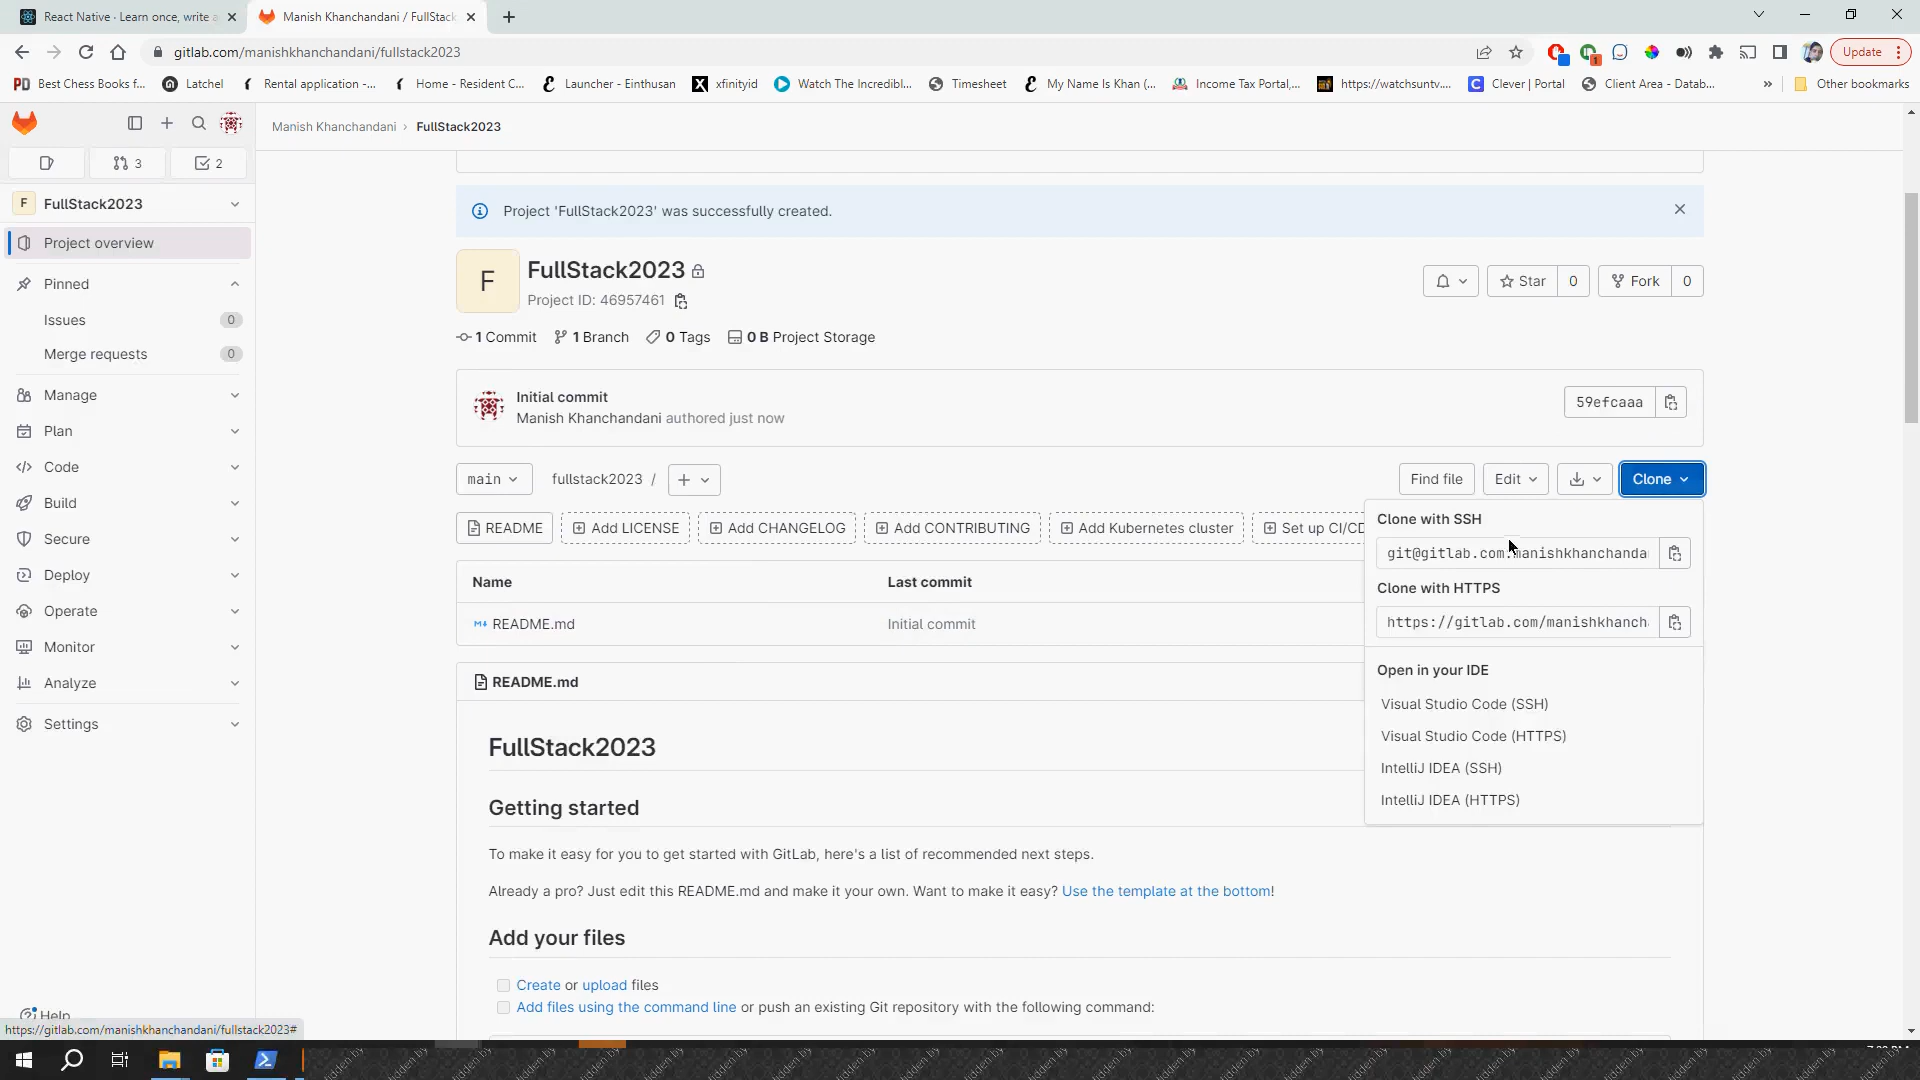 React Native · Learn once, write a
Manish Khanchandani / FullStack
gitlab.com/manishkhanchandani/fullstack2023
Update
Best Chess Books f...
Latchel
Rental application -...
Home - Resident C...
Launcher - Einthusan
xfinityid
Watch The Incredibl...
Timesheet
My Name Is Khan (...
Income Tax Portal,...
https://watchsuntv....
Clever | Portal
Client Area - Datab...
»
Other bookmarks
3
2
Manish Khanchandani › FullStack2023
F FullStack2023
Project overview
Pinned
Issues 0
Merge requests 0
Manage
Plan
Code
Build
Secure
Deploy
Operate
Monitor
Analyze
Settings
Help
https://gitlab.com/manishkhanchandani/fullstack2023#
Project 'FullStack2023' was successfully created.
F
FullStack2023
Project ID: 46957461
Star 0
Fork 0
1 Commit 1 Branch 0 Tags 0 B Project Storage
Initial commit
Manish Khanchandani authored just now
59efcaaa
main
fullstack2023 /
Find file
Edit
Clone
README
Add LICENSE
Add CHANGELOG
Add CONTRIBUTING
Add Kubernetes cluster
Set up CI/CD
Clone with SSH
git@gitlab.com:manishkhanchanda
Clone with HTTPS
https://gitlab.com/manishkhanch
Open in your IDE
Visual Studio Code (SSH)
Visual Studio Code (HTTPS)
IntelliJ IDEA (SSH)
IntelliJ IDEA (HTTPS)
Name Last commit
README.md Initial commit
README.md
FullStack2023
Getting started
To make it easy for you to get started with GitLab, here's a list of recommended next steps.
Already a pro? Just edit this README.md and make it your own. Want to make it easy? Use the template at the bottom!
Add your files
Create or upload files
Add files using the command line or push an existing Git repository with the following command: